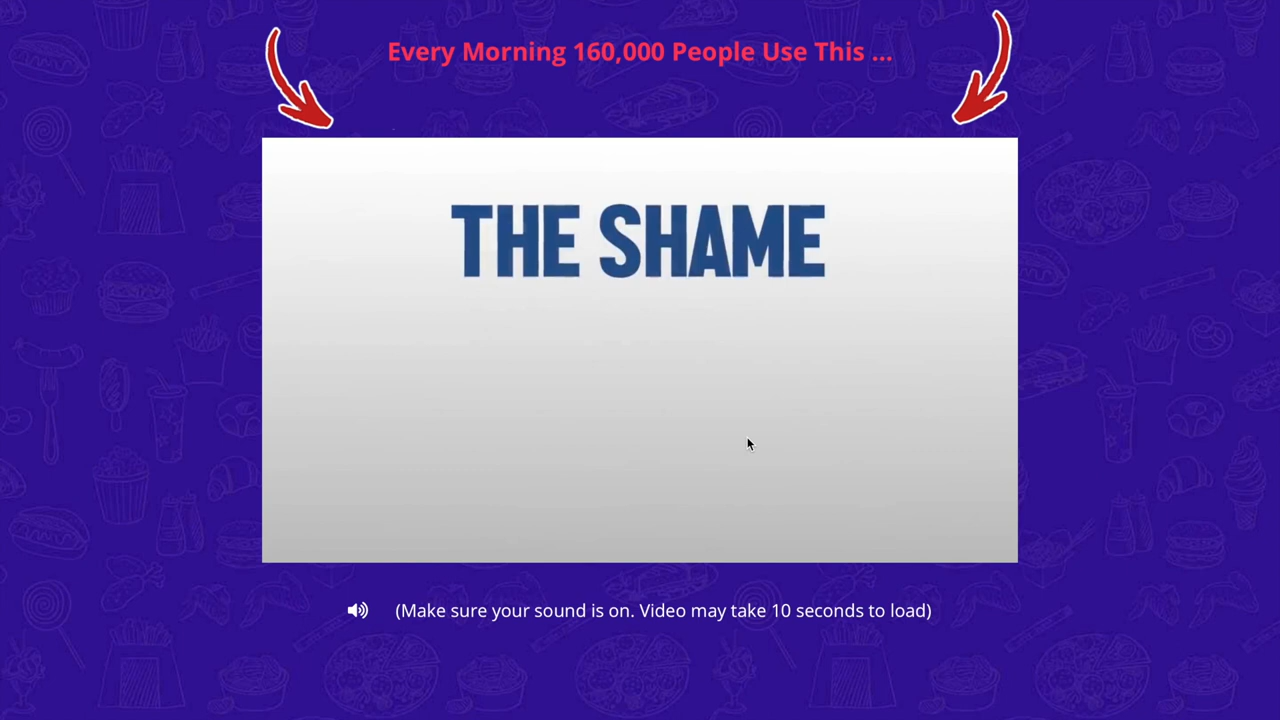 Every Morning 160,000 People Use This ...
THE SHAME
(Make sure your sound is on. Video may take 10 seconds to load)